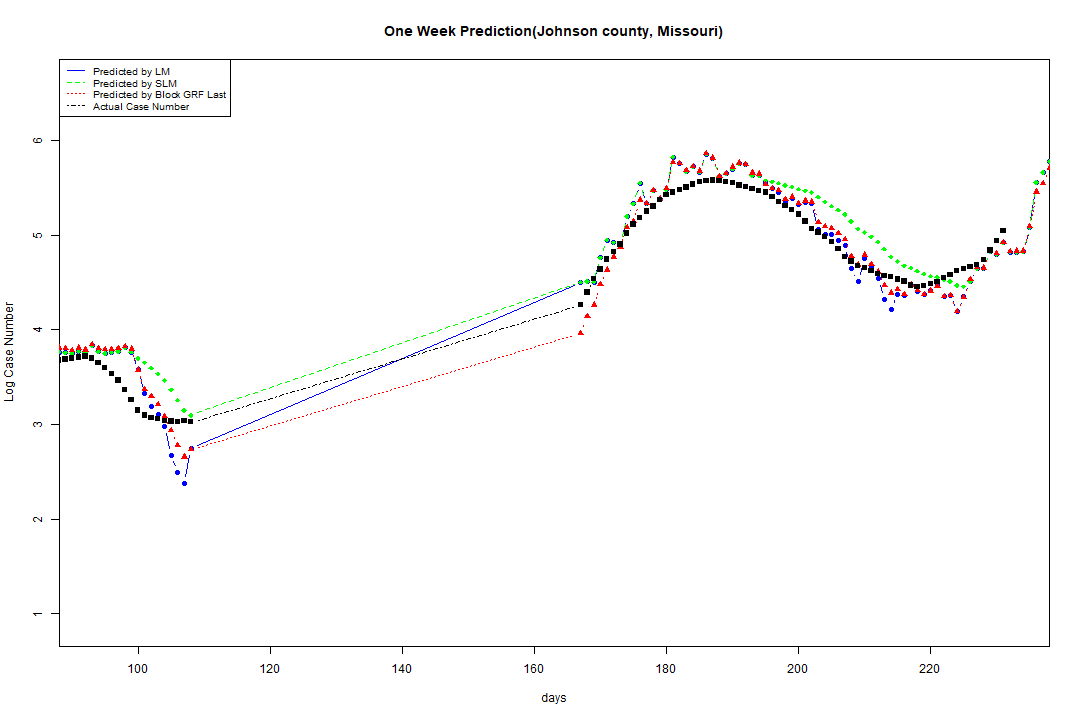 One Week Prediction(Johnson county, Missouri)
Predicted by LM
Predicted by SLM
Predicted by Block GRF Last
Actual Case Number
Log Case Number
6
5
4
3
2
1
100 120 140 160 180 200 220
days